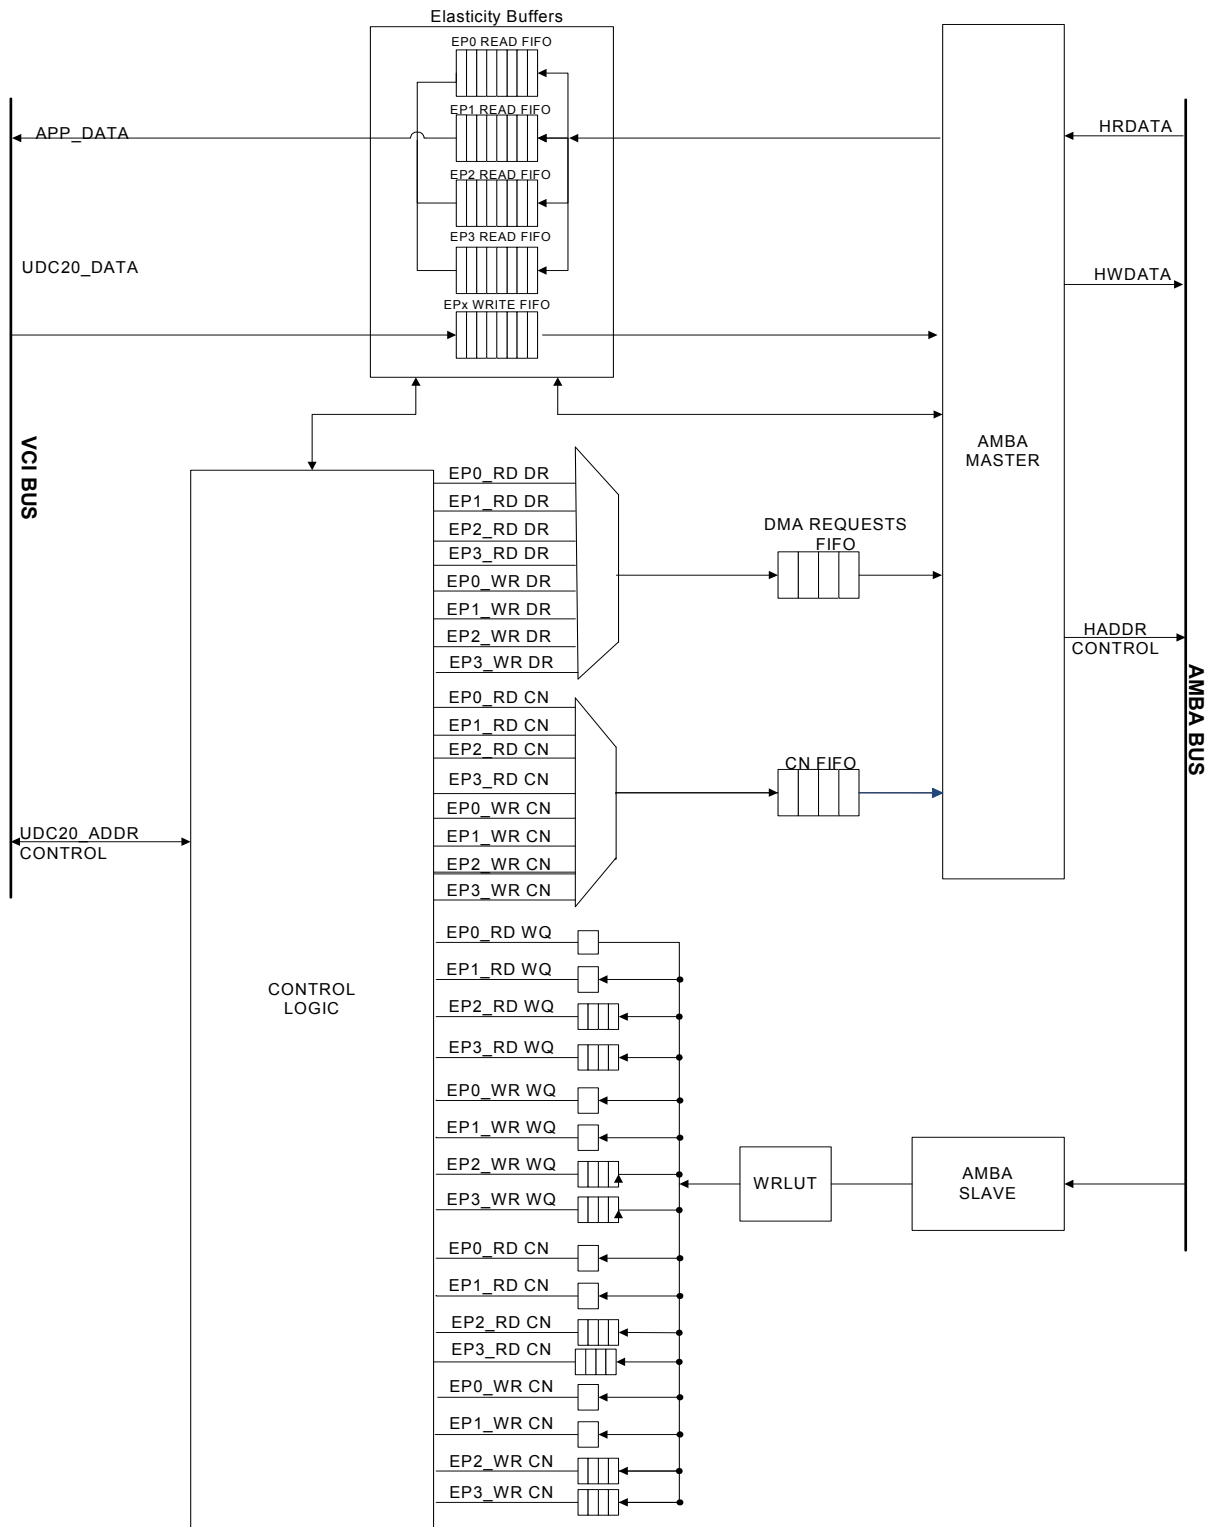 Elasticity Buffers
EP0 READ FIFO
EP1 READ FIFO
EP2 READ FIFO
EP3 READ FIFO
EPx WRITE FIFO
APP_DATA
UDC20_DATA
VCI BUS
UDC20_ADDR
CONTROL
HRDATA
HWDATA
HADDR
CONTROL
AMBA BUS
AMBA
MASTER
DMA REQUESTS
FIFO
CN FIFO
CONTROL
LOGIC
EP0_RD DR
EP1_RD DR
EP2_RD DR
EP3_RD DR
EP0_WR DR
EP1_WR DR
EP2_WR DR
EP3_WR DR
EP0_RD CN
EP1_RD CN
EP2_RD CN
EP3_RD CN
EP0_WR CN
EP1_WR CN
EP2_WR CN
EP3_WR CN
EP0_RD WQ
EP1_RD WQ
EP2_RD WQ
EP3_RD WQ
EP0_WR WQ
EP1_WR WQ
EP2_WR WQ
EP3_WR WQ
EP0_RD CN
EP1_RD CN
EP2_RD CN
EP3_RD CN
EP0_WR CN
EP1_WR CN
EP2_WR CN
EP3_WR CN
WRLUT
AMBA
SLAVE